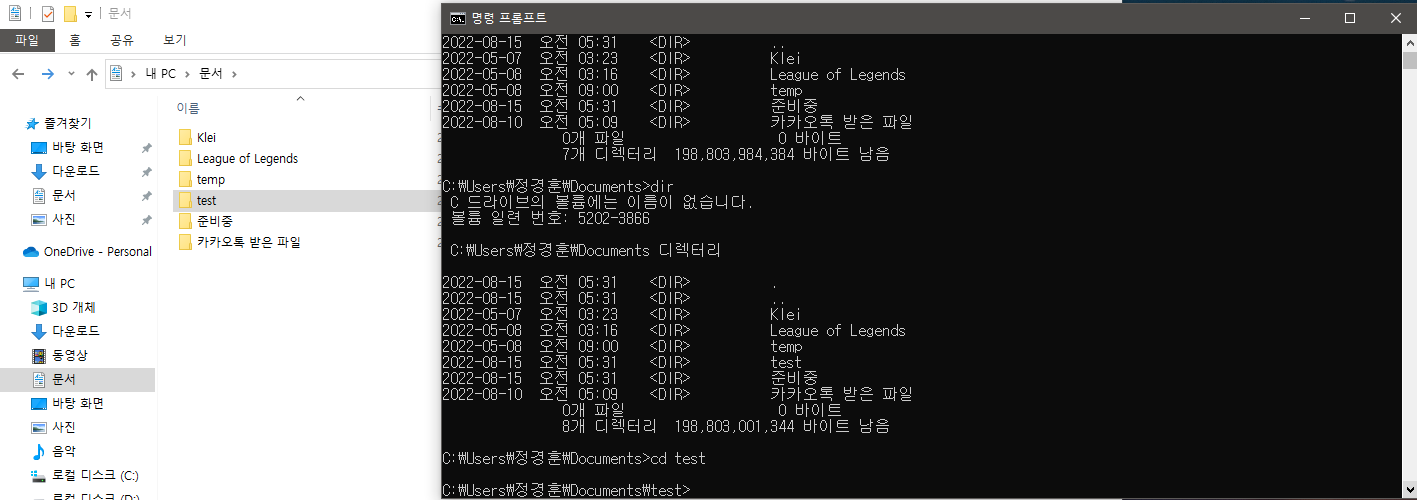 문서
파일 홈 공유 보기
내 PC 문서
이름
즐겨찾기
바탕 화면
다운로드
문서
사진
OneDrive - Personal
내 PC
3D 개체
다운로드
동영상
문서
바탕 화면
사진
음악
로컬 디스크 (C:)
로컬 디스크 (D:)
Klei
League of Legends
temp
test
준비중
카카오톡 받은 파일
명령 프롬프트
2022-08-15 오전 05:31 <DIR> ..
2022-05-07 오전 03:23 <DIR> Klei
2022-05-08 오전 03:16 <DIR> League of Legends
2022-05-08 오전 09:00 <DIR> temp
2022-08-15 오전 05:31 <DIR> 준비중
2022-08-10 오전 05:09 <DIR> 카카오톡 받은 파일
0개 파일 0 바이트
7개 디렉터리 198,803,984,384 바이트 남음
C:₩Users₩정경훈₩Documents>dir
C 드라이브의 볼륨에는 이름이 없습니다.
볼륨 일련 번호: 5202-3866
C:₩Users₩정경훈₩Documents 디렉터리
2022-08-15 오전 05:31 <DIR> .
2022-08-15 오전 05:31 <DIR> ..
2022-05-07 오전 03:23 <DIR> Klei
2022-05-08 오전 03:16 <DIR> League of Legends
2022-05-08 오전 09:00 <DIR> temp
2022-08-15 오전 05:31 <DIR> test
2022-08-15 오전 05:31 <DIR> 준비중
2022-08-10 오전 05:09 <DIR> 카카오톡 받은 파일
0개 파일 0 바이트
8개 디렉터리 198,803,001,344 바이트 남음
C:₩Users₩정경훈₩Documents>cd test
C:₩Users₩정경훈₩Documents₩test>